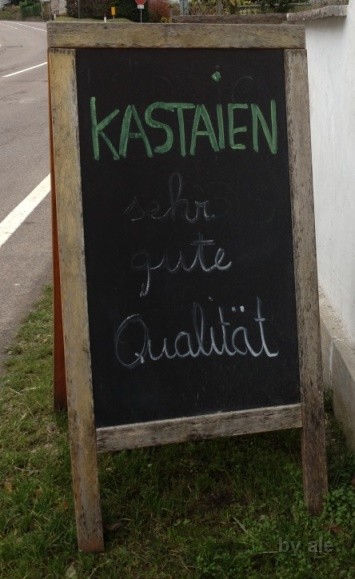 KASTAIEN
sehr
gute
Qualität
by ale.